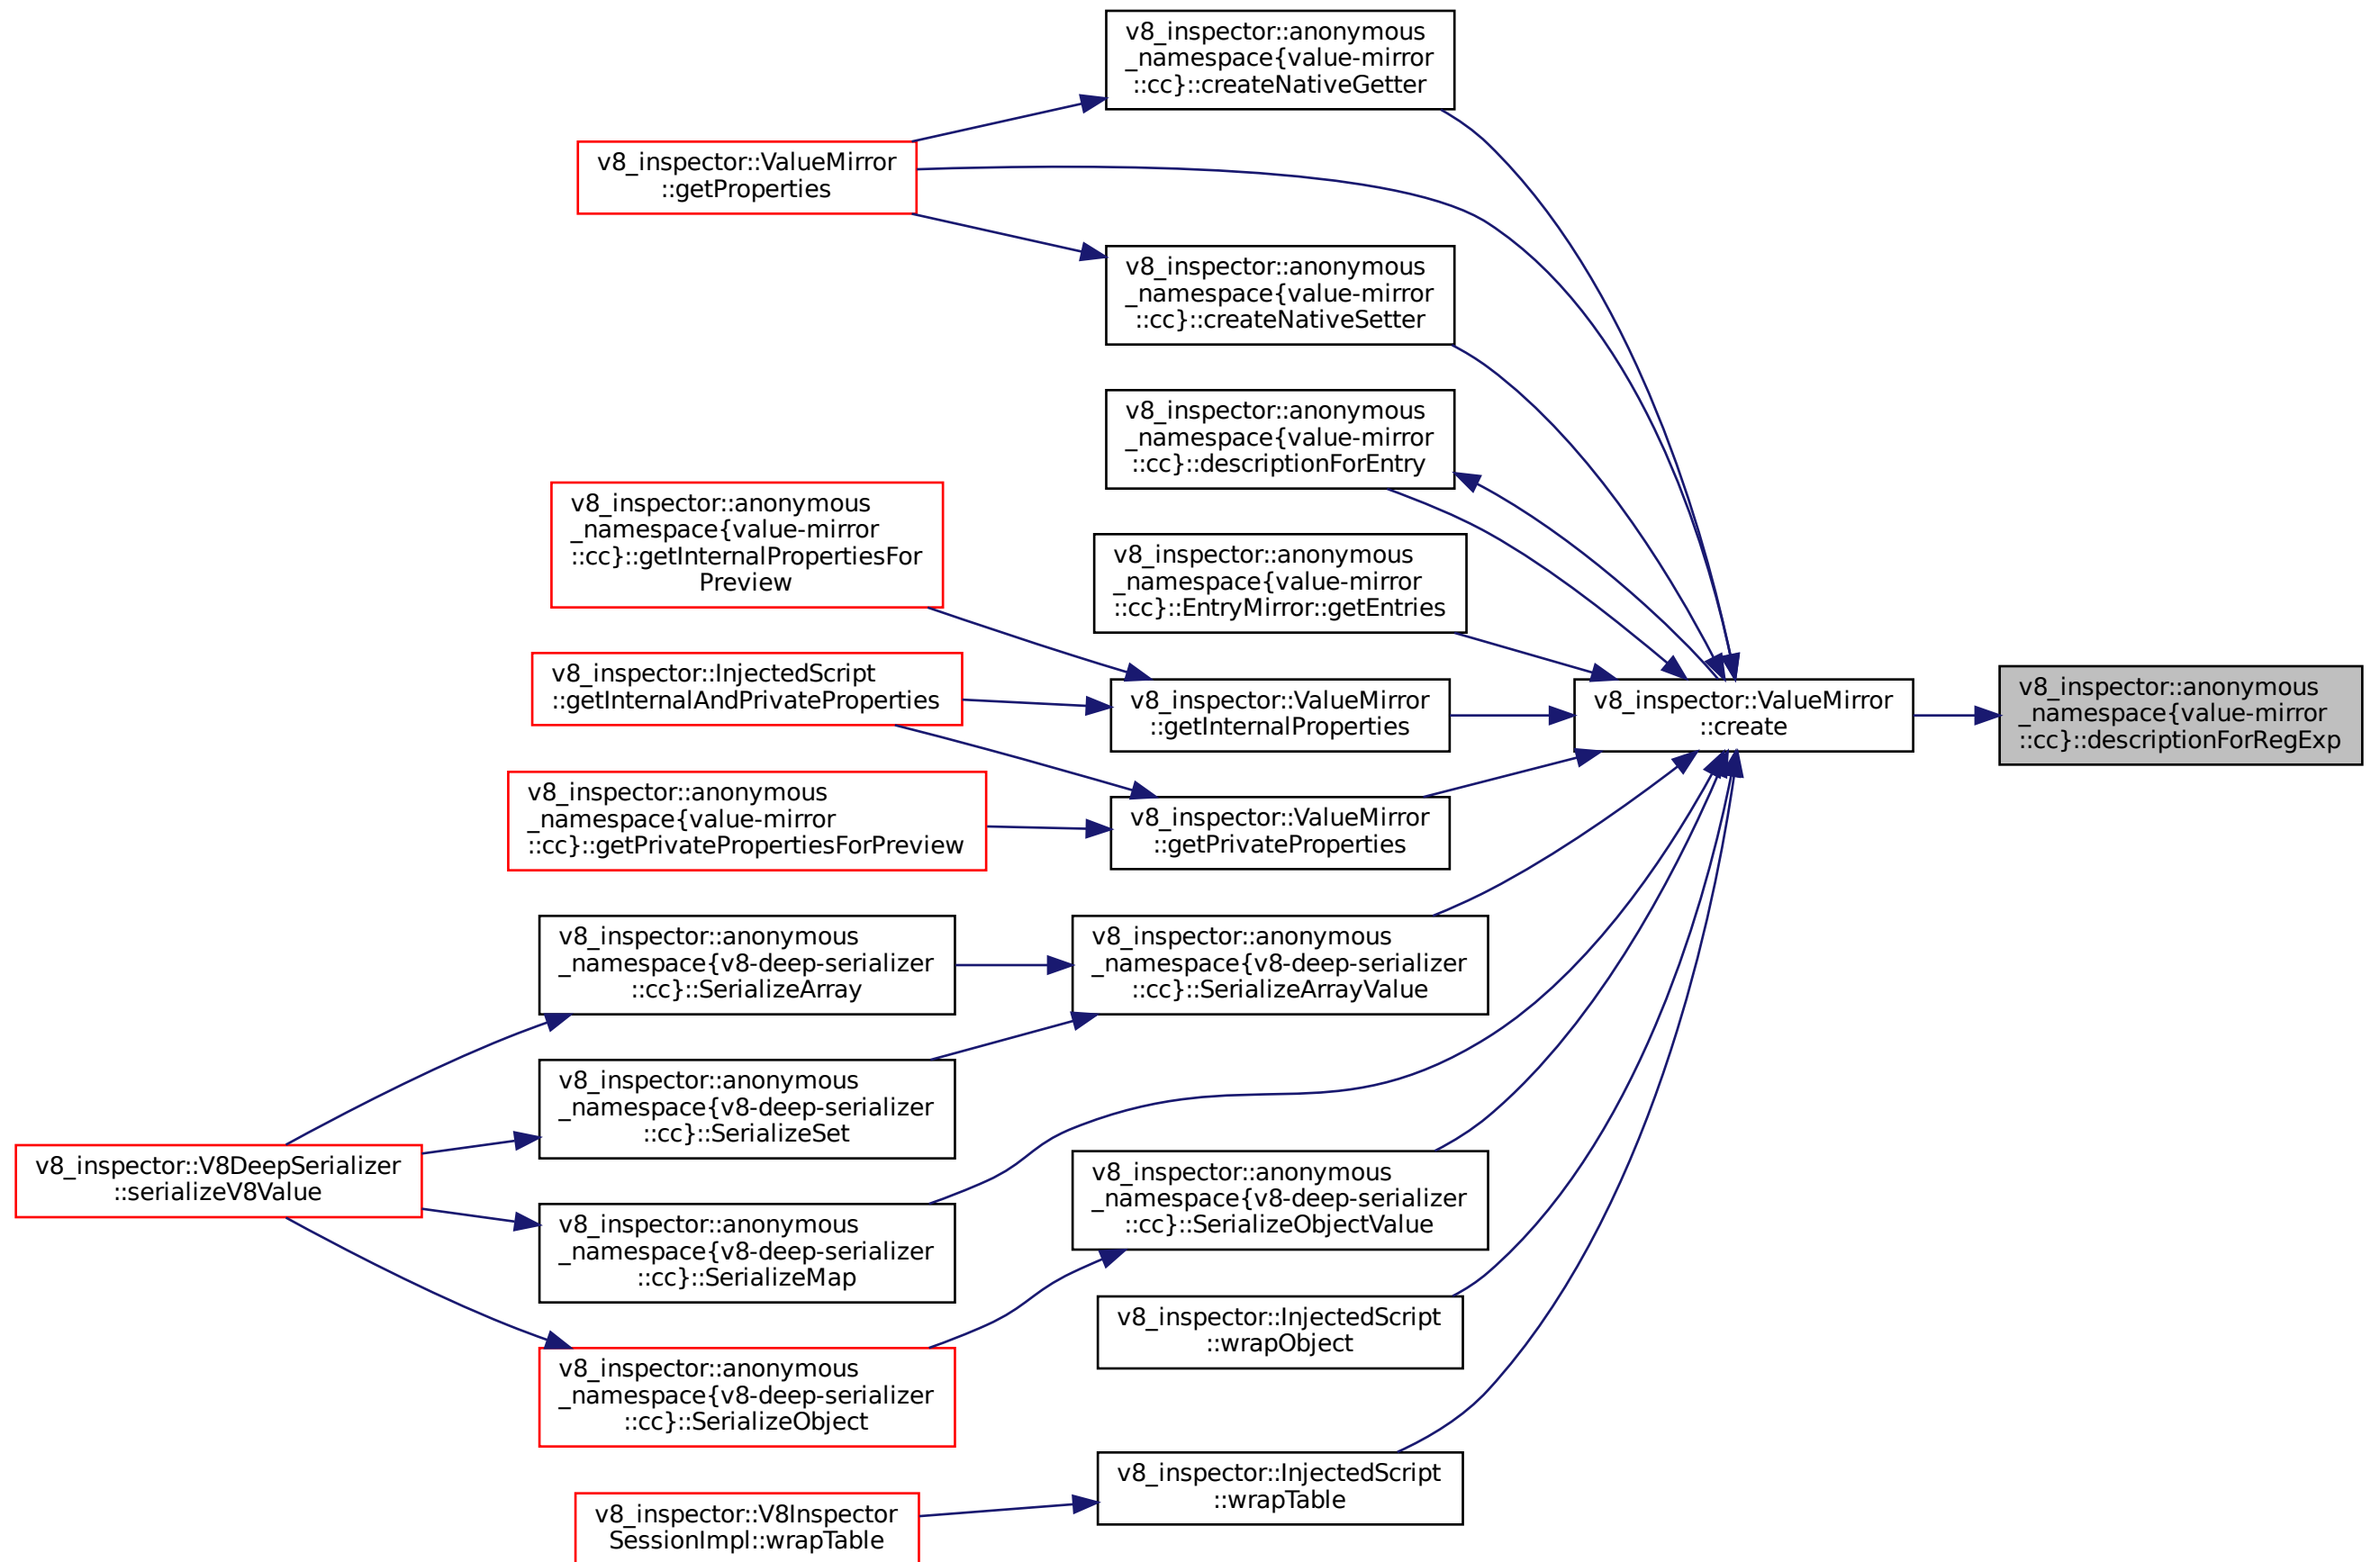 v8_inspector::anonymous
_namespace{value-mirror
::cc}::createNativeGetter
v8_inspector::ValueMirror
::getProperties
v8_inspector::anonymous
_namespace{value-mirror
::cc}::createNativeSetter
v8_inspector::anonymous
_namespace{value-mirror
::cc}::descriptionForEntry
v8_inspector::anonymous
_namespace{value-mirror
::cc}::getInternalPropertiesFor
Preview
v8_inspector::anonymous
_namespace{value-mirror
::cc}::EntryMirror::getEntries
v8_inspector::InjectedScript
::getInternalAndPrivateProperties
v8_inspector::ValueMirror
::getInternalProperties
v8_inspector::ValueMirror
::create
v8_inspector::anonymous
_namespace{value-mirror
::cc}::descriptionForRegExp
v8_inspector::anonymous
_namespace{value-mirror
::cc}::getPrivatePropertiesForPreview
v8_inspector::ValueMirror
::getPrivateProperties
v8_inspector::anonymous
_namespace{v8-deep-serializer
::cc}::SerializeArray
v8_inspector::anonymous
_namespace{v8-deep-serializer
::cc}::SerializeArrayValue
v8_inspector::anonymous
_namespace{v8-deep-serializer
::cc}::SerializeSet
v8_inspector::V8DeepSerializer
::serializeV8Value
v8_inspector::anonymous
_namespace{v8-deep-serializer
::cc}::SerializeObjectValue
v8_inspector::anonymous
_namespace{v8-deep-serializer
::cc}::SerializeMap
v8_inspector::InjectedScript
::wrapObject
v8_inspector::anonymous
_namespace{v8-deep-serializer
::cc}::SerializeObject
v8_inspector::InjectedScript
::wrapTable
v8_inspector::V8Inspector
SessionImpl::wrapTable